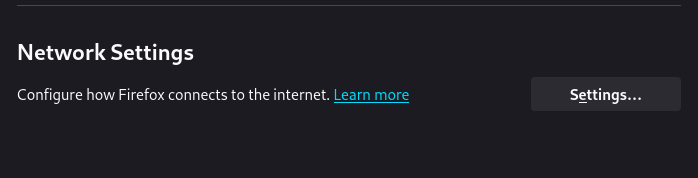 Network Settings
Configure how Firefox connects to the internet. Learn more
Settings...